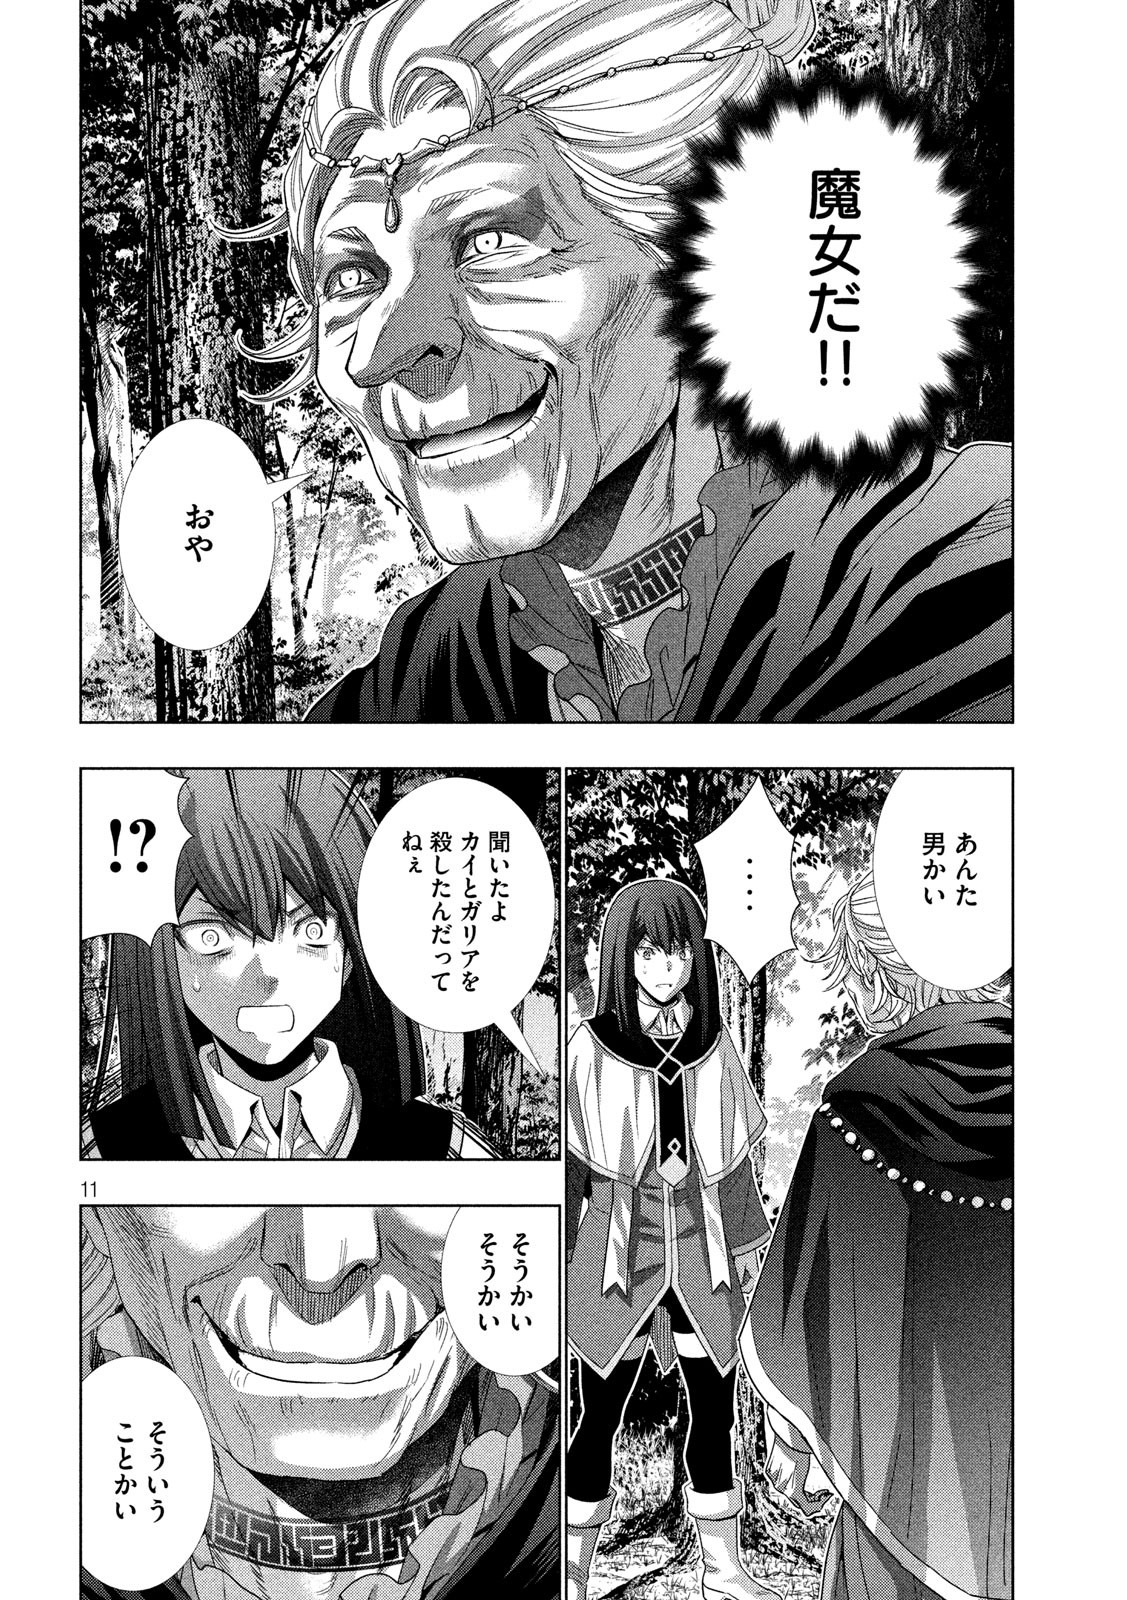 魔女だ!!
おや
あんた
男かい
‥‥
聞いたよ
カイとガリアを
殺したんだって
ねぇ
!?
そうかい
そうかい
そういう
ことかい
11